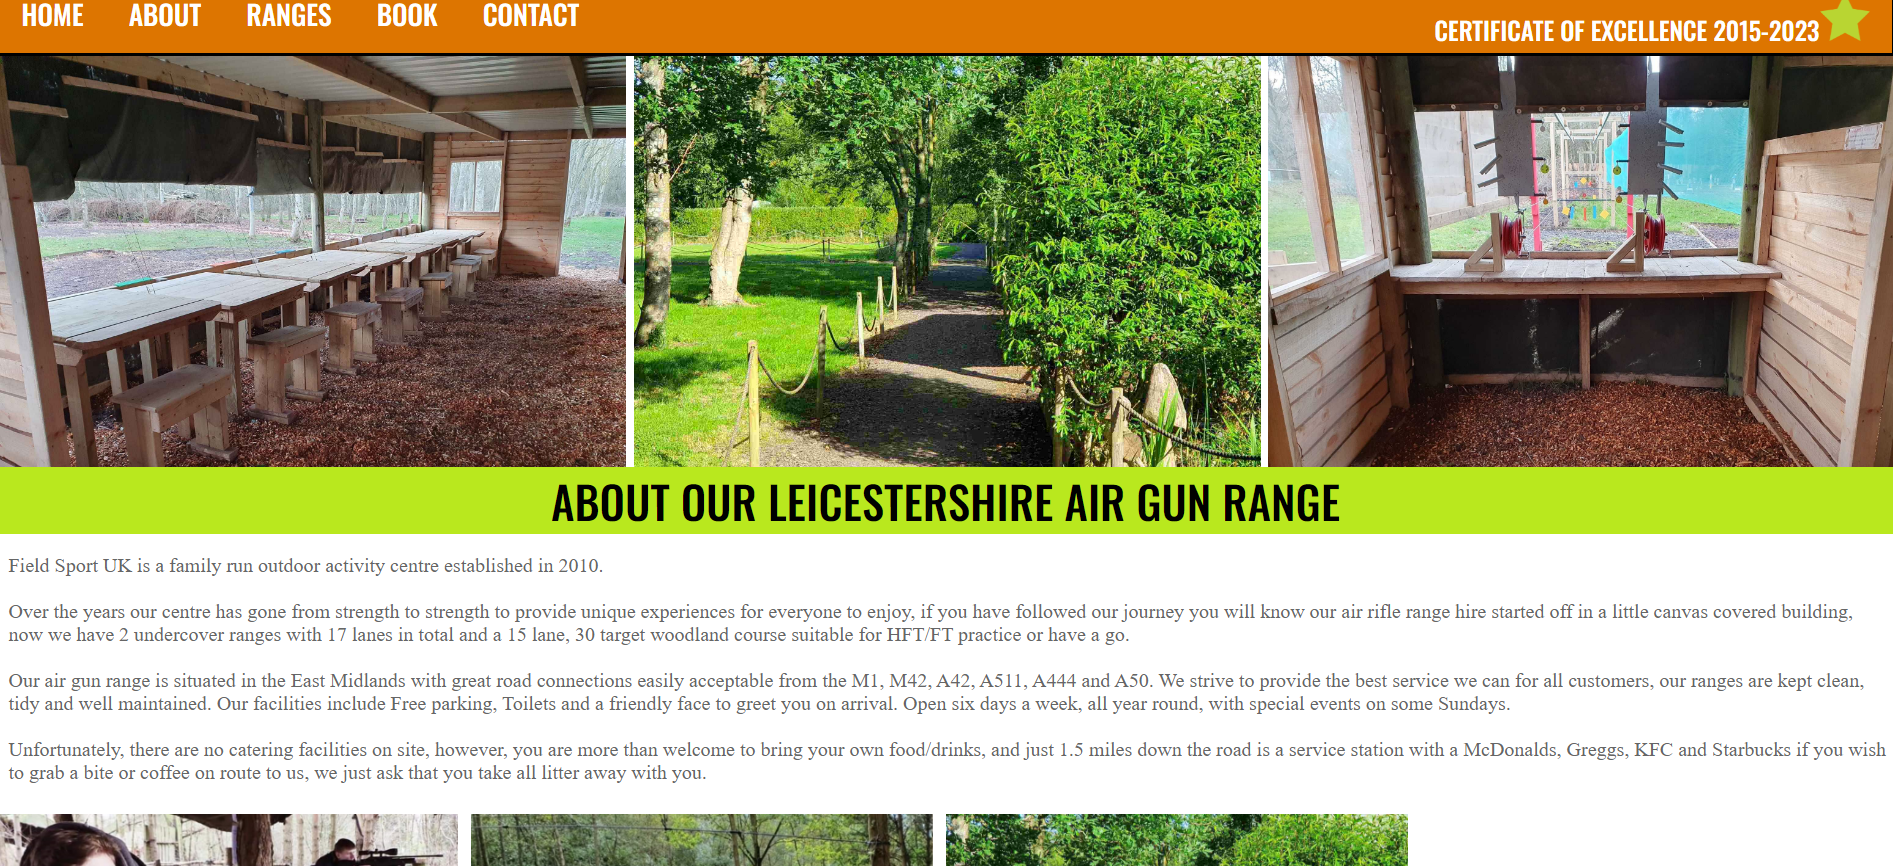 HOME ABOUT RANGES BOOK CONTACT
CERTIFICATE OF EXCELLENCE 2015-2023
ABOUT OUR LEICESTERSHIRE AIR GUN RANGE
Field Sport UK is a family run outdoor activity centre established in 2010.
Over the years our centre has gone from strength to strength to provide unique experiences for everyone to enjoy, if you have followed our journey you will know our air rifle range hire started off in a little canvas covered building,
now we have 2 undercover ranges with 17 lanes in total and a 15 lane, 30 target woodland course suitable for HFT/FT practice or have a go.
Our air gun range is situated in the East Midlands with great road connections easily acceptable from the M1, M42, A42, A511, A444 and A50. We strive to provide the best service we can for all customers, our ranges are kept clean,
tidy and well maintained. Our facilities include Free parking, Toilets and a friendly face to greet you on arrival. Open six days a week, all year round, with special events on some Sundays.
Unfortunately, there are no catering facilities on site, however, you are more than welcome to bring your own food/drinks, and just 1.5 miles down the road is a service station with a McDonalds, Greggs, KFC and Starbucks if you wish
to grab a bite or coffee on route to us, we just ask that you take all litter away with you.